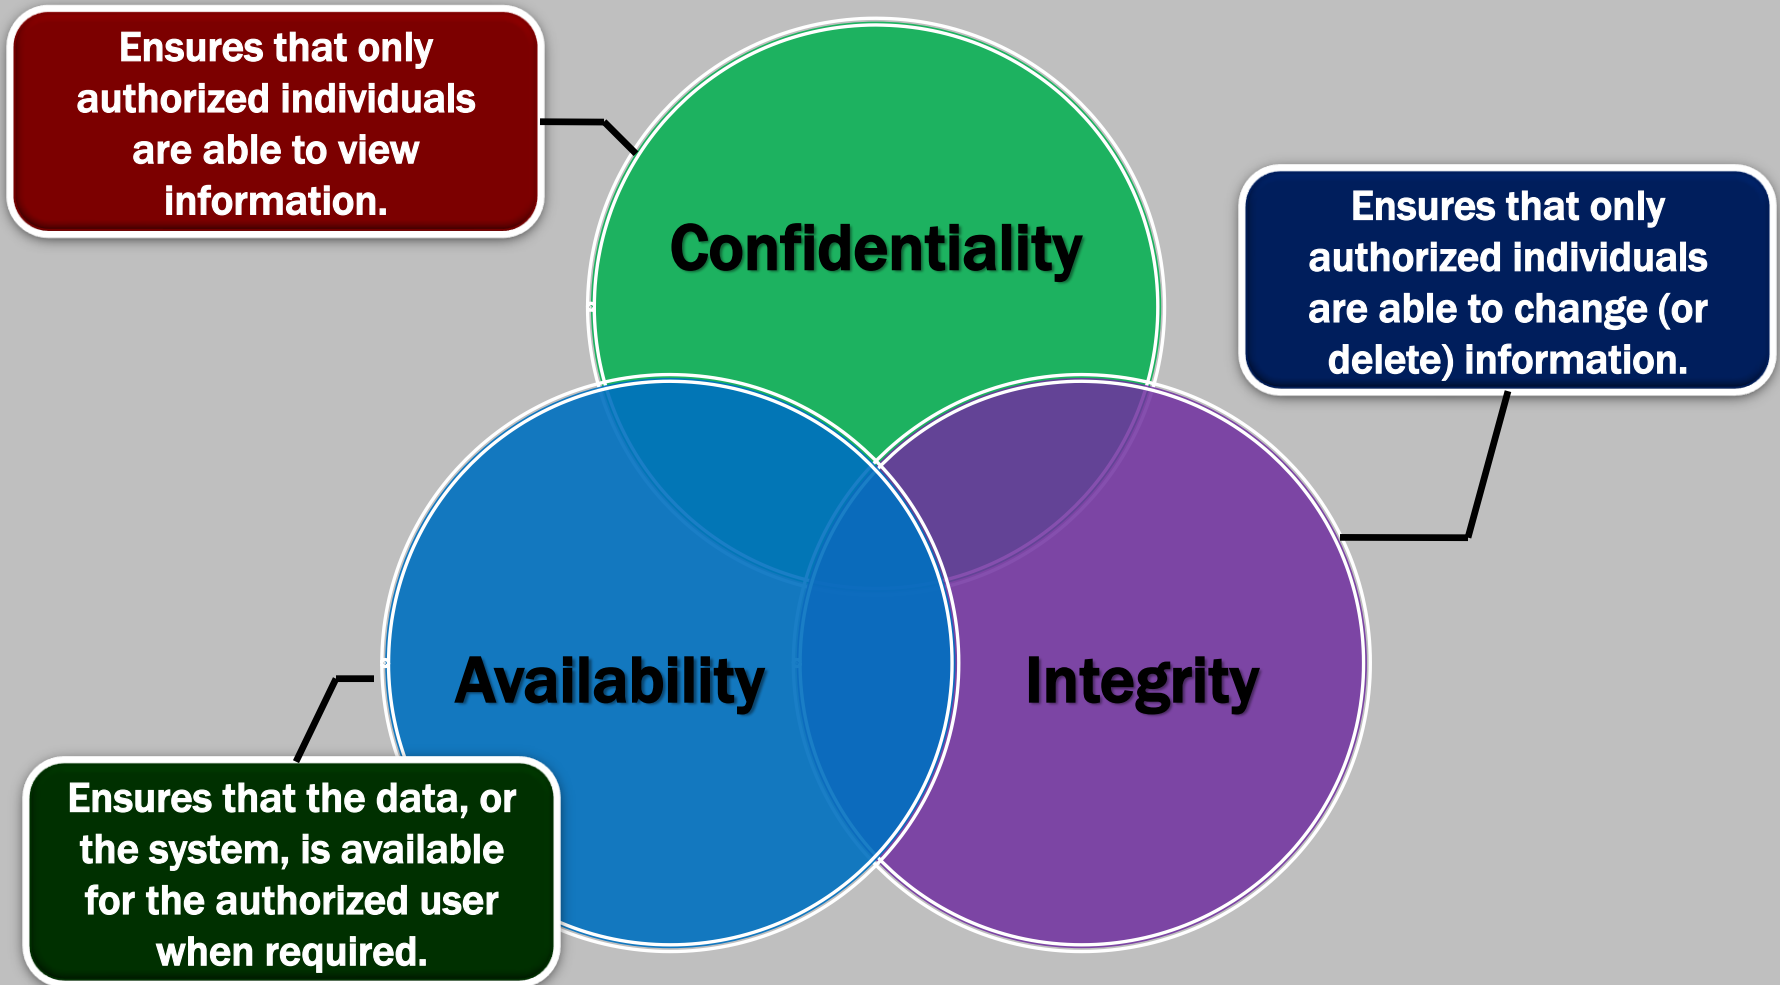 Ensures that only
authorized individuals
are able to view
information.
Confidentiality
Ensures that only
authorized individuals
are able to change (or
delete) information.
Availability
Integrity
Ensures that the data, or
the system, is available
for the authorized user
when required.